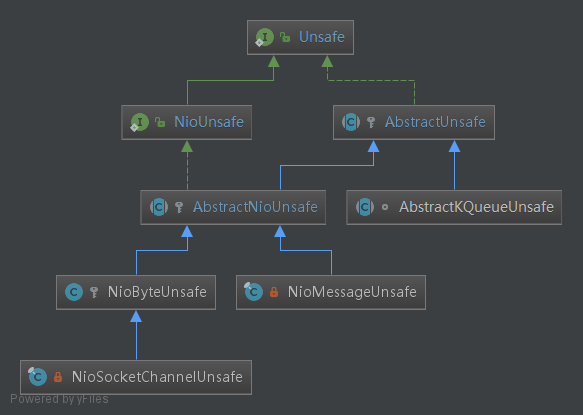 Unsafe
NioUnsafe
AbstractUnsafe
AbstractNioUnsafe
AbstractKQueueUnsafe
NioByteUnsafe
NioMessageUnsafe
NioSocketChannelUnsafe
Powered by yFiles